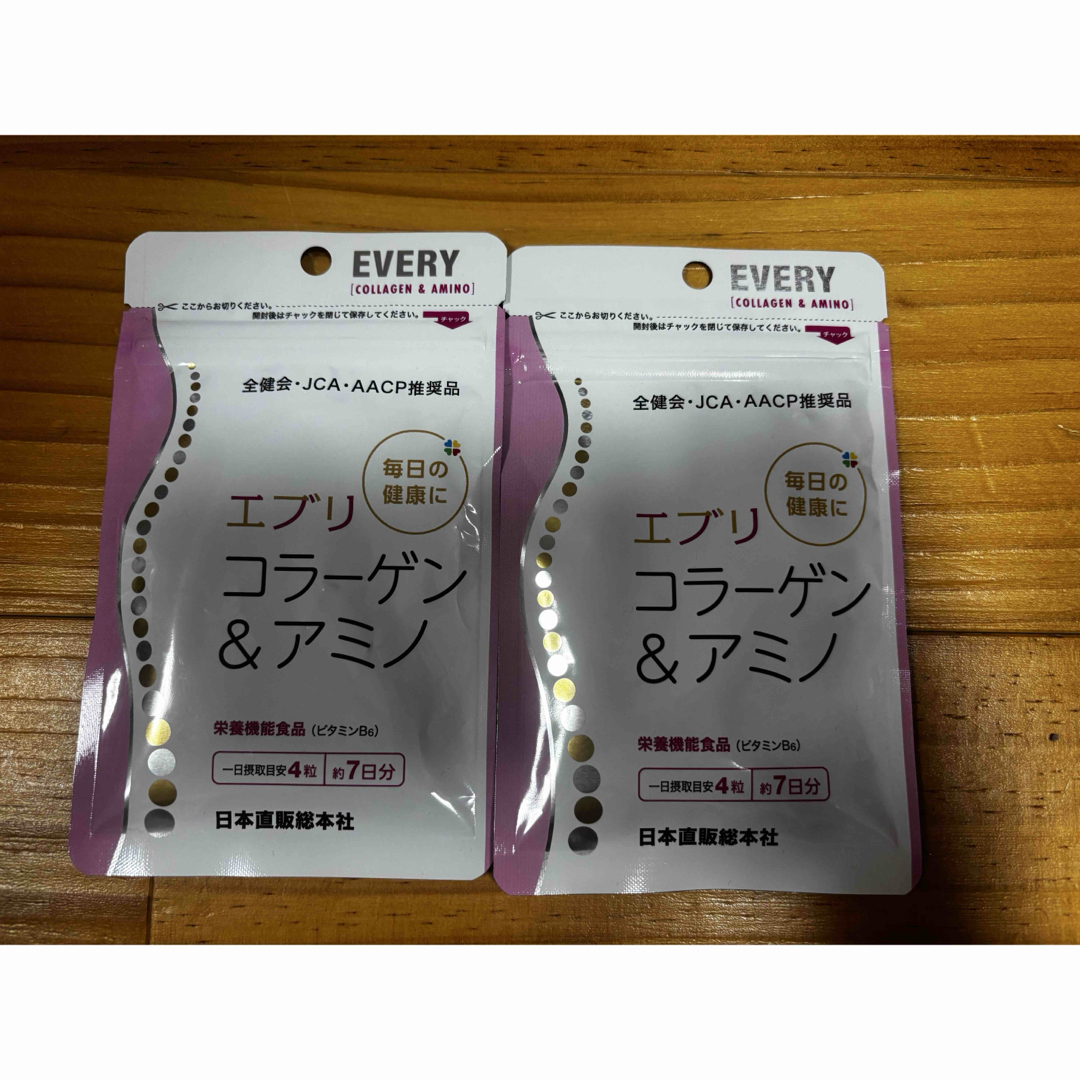 EVERY
[COLLAGEN & AMINO]
ここからお切りください。
開封後はチャックを閉じて保存してください。
チャック
全健会・JCA・AACP推奨品
毎日の
健康に
エブリ
コラーゲン
&アミノ
栄養機能食品(ビタミンB6)
一日摂取目安4粒 約7日分
日本直販総本社
EVERY
[COLLAGEN & AMINO]
ここからお切りください。
開封後はチャックを閉じて保存してください。
チャック
全健会・JCA・AACP推奨品
毎日の
健康に
エブリ
コラーゲン
&アミノ
栄養機能食品(ビタミンB6)
一日摂取目安4粒 約7日分
日本直販総本社